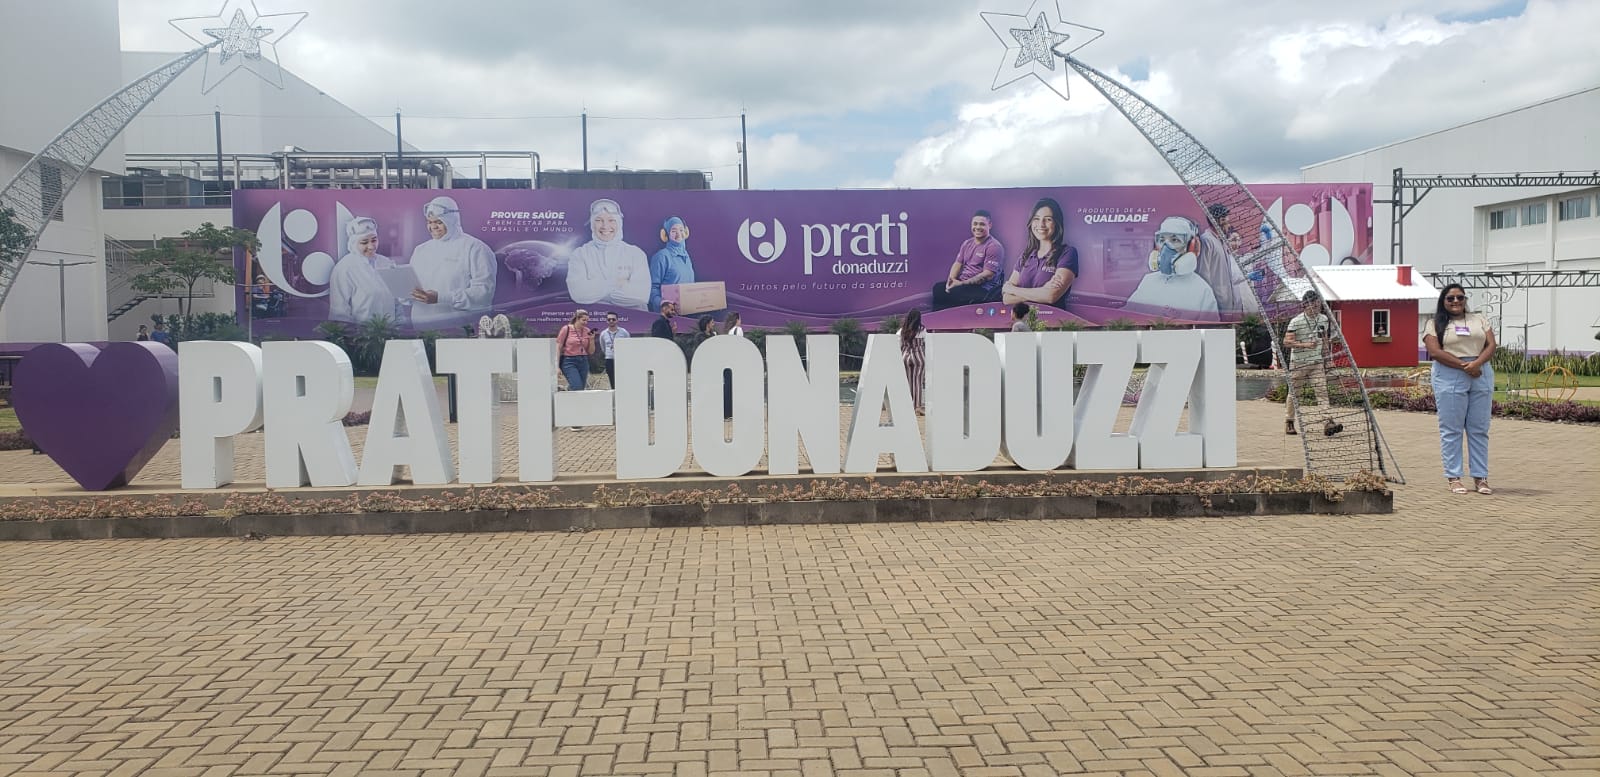 PROVER SAÚDE
E BEM-ESTAR PARA
O BRASIL E O MUNDO
prati
donaduzzi
Juntos pelo futuro da saúde!
PRODUTOS DE ALTA
QUALIDADE
PRATI-DONADUZZI